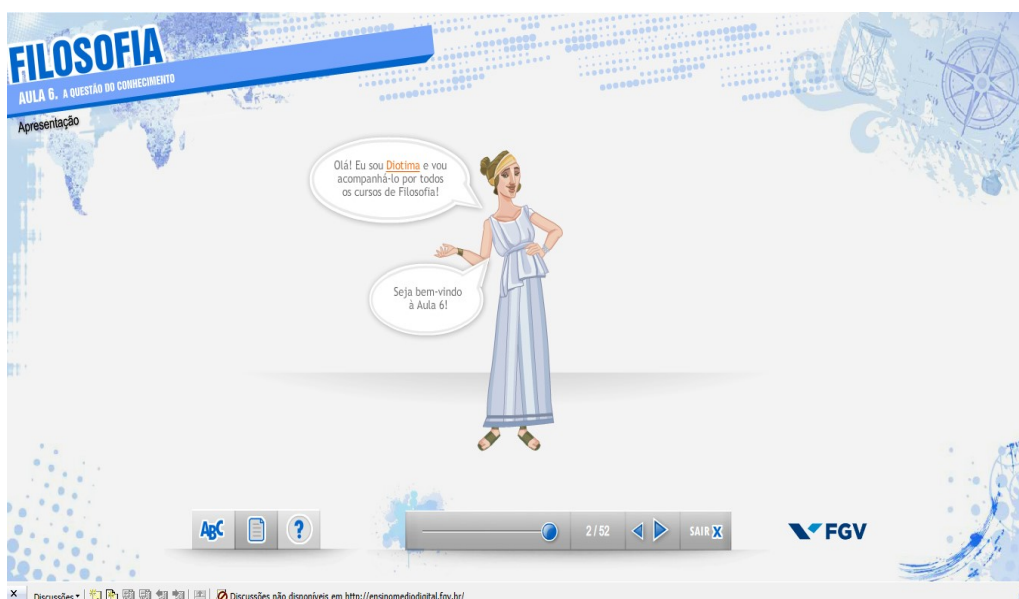 FILOSOFIA
AULA 6. A QUESTÃO DO CONHECIMENTO
Apresentação
Olá! Eu sou Diotima e vou
acompanhá-lo por todos
os cursos de Filosofia!
Seja bem-vindo
à Aula 6!
ABC
?
2 / 52
SAIR X
FGV
x Discussões Discussões não disponíveis em http://ensinomediodigital.fgv.br/